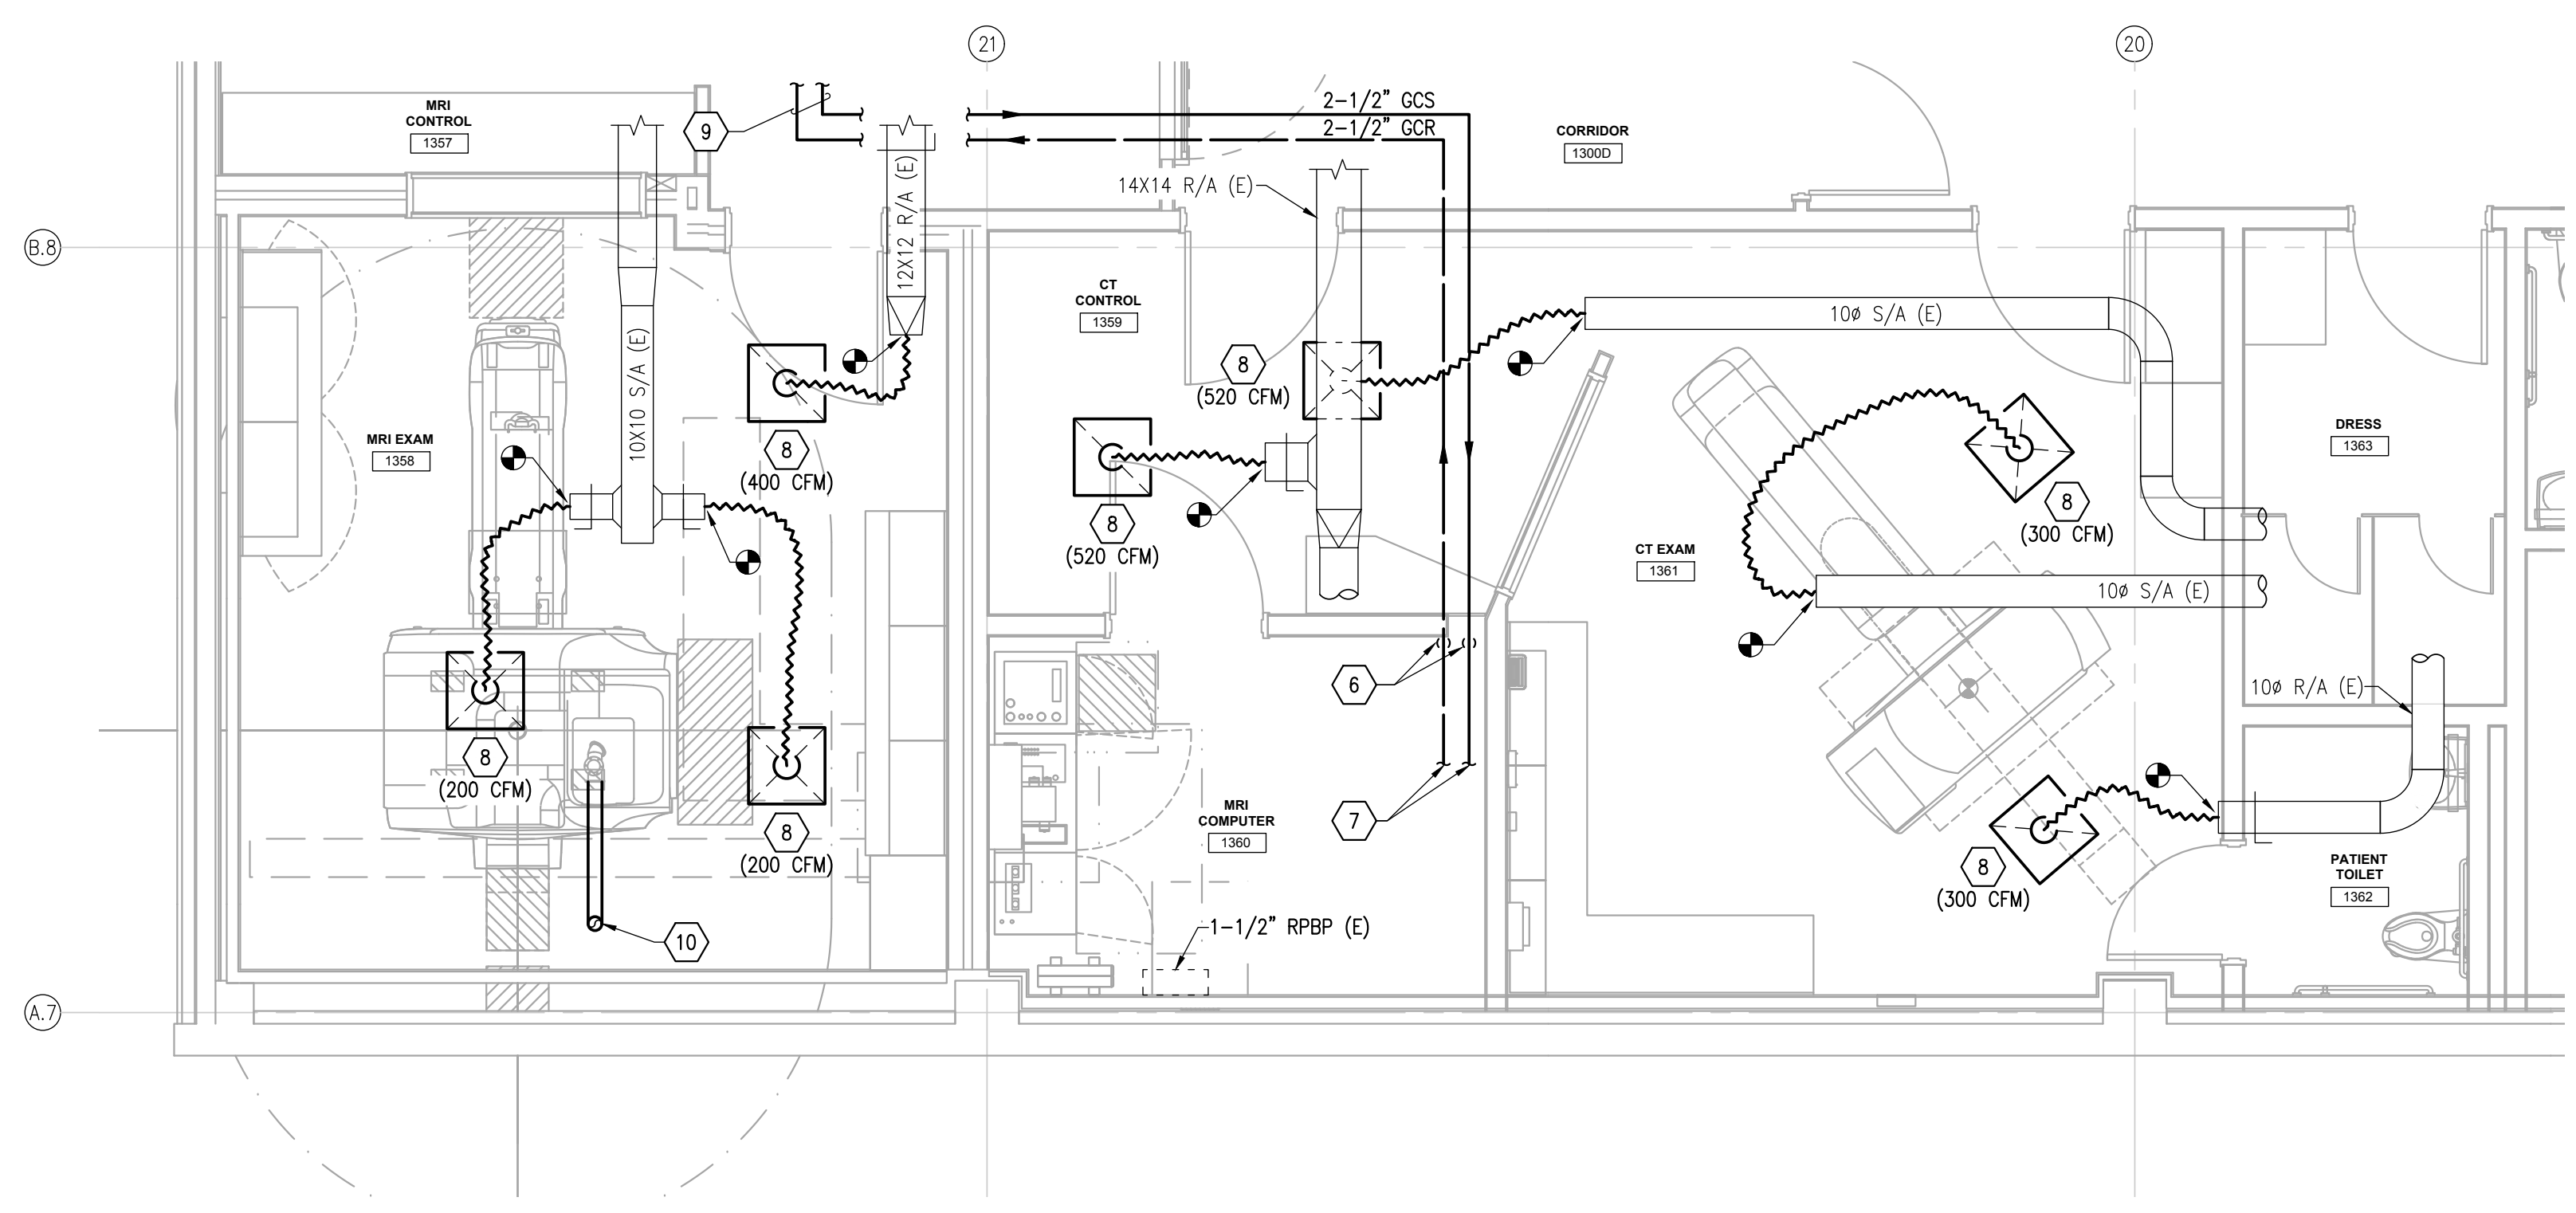 21
20
MRI
CONTROL
1357
9
2-1/2" GCS
2-1/2" GCR
CORRIDOR
1300D
12X12 R/A (E)
14X14 R/A (E)
B.8
CT
CONTROL
1359
10ø S/A (E)
10X10 S/A (E)
8
(520 CFM)
MRI EXAM
1358
8
(400 CFM)
DRESS
1363
8
(520 CFM)
8
(300 CFM)
CT EXAM
1361
10ø S/A (E)
6
10ø R/A (E)
8
(200 CFM)
8
(200 CFM)
7
MRI
COMPUTER
1360
8
(300 CFM)
PATIENT
TOILET
1362
10
1-1/2" RPBP (E)
A.7